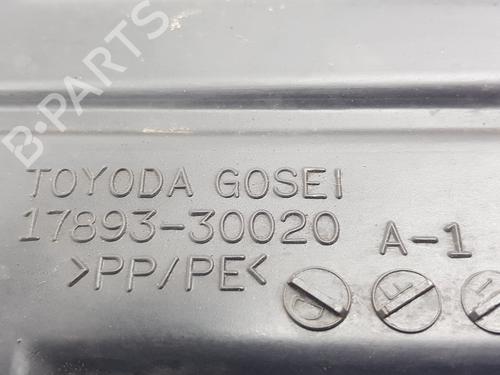 B-PARTS
TOYODA GOSEI
17893-30020
A-1
>PP/PE<